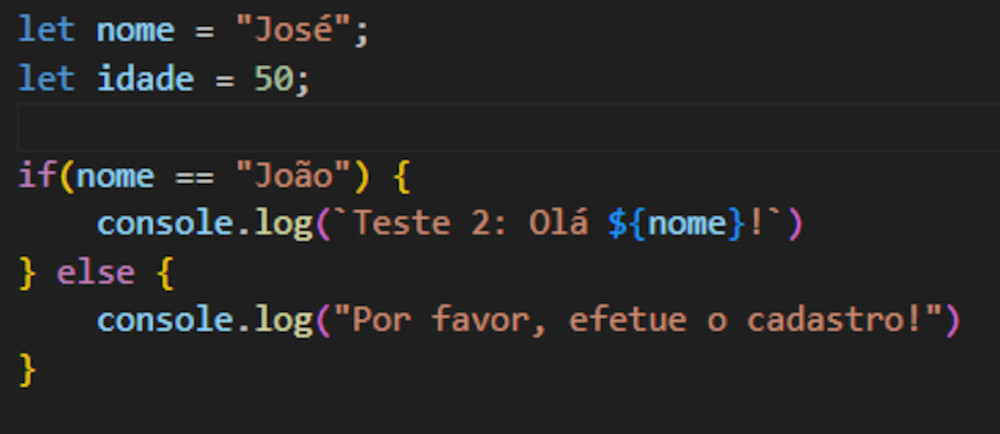 let nome = "José";
let idade = 50;
if(nome == "João") {
    console.log(`Teste 2: Olá ${nome}!`)
} else {
    console.log("Por favor, efetue o cadastro!")
}